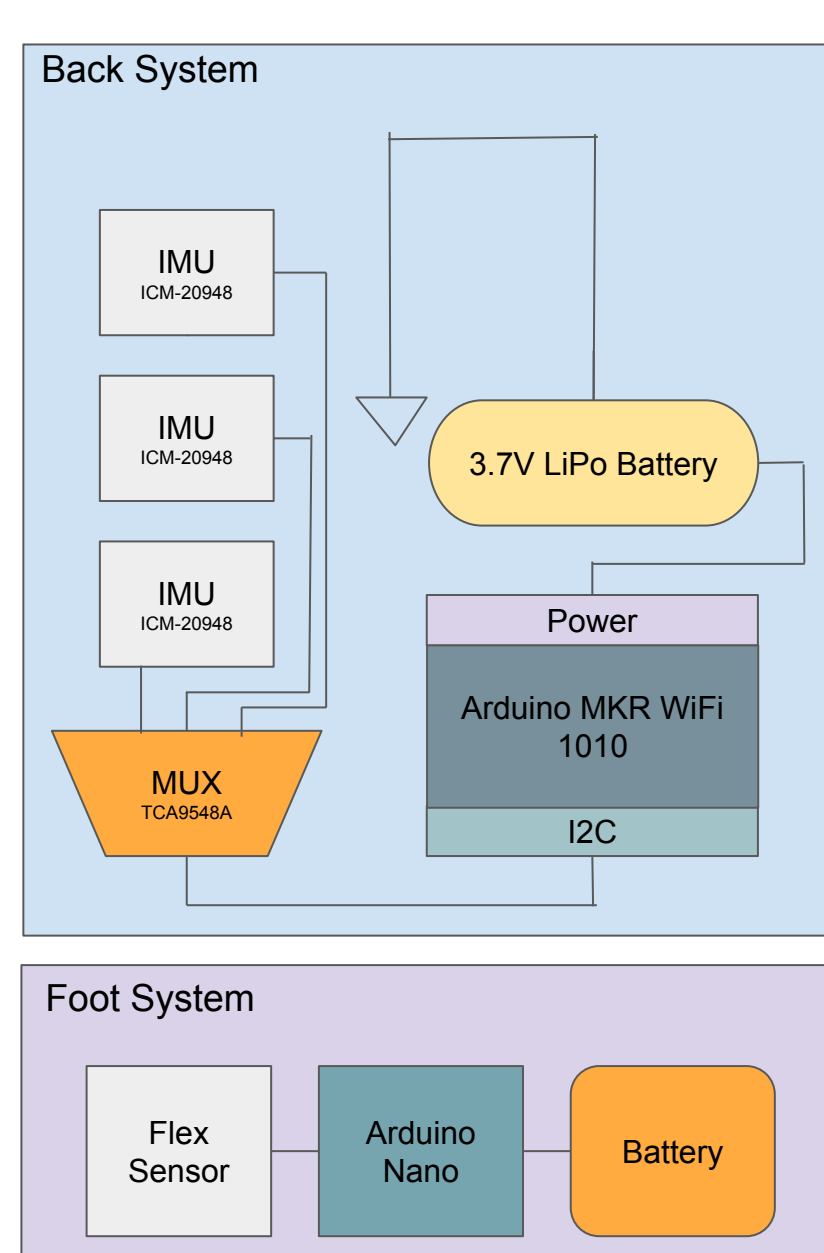 Back System
IMU
ICM-20948
IMU
ICM-20948
IMU
ICM-20948
MUX
TCA9548A
3.7V LiPo Battery
Power
Arduino MKR WiFi
1010
I2C
Foot System
Flex
Sensor
Arduino
Nano
Battery